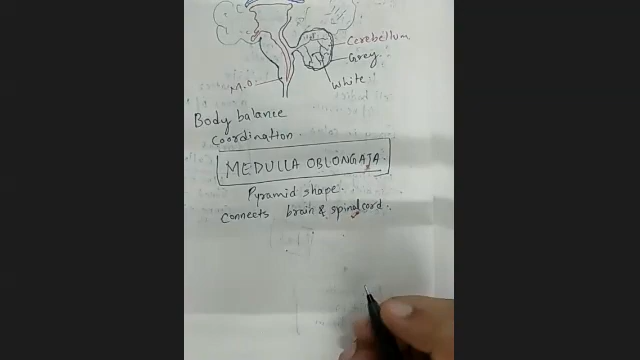 Cerebellum
Grey
White
M.O
Body balance
Coordination
MEDULLA OBLONGATA.
Pyramid shape.
Connects brain & spinal cord.